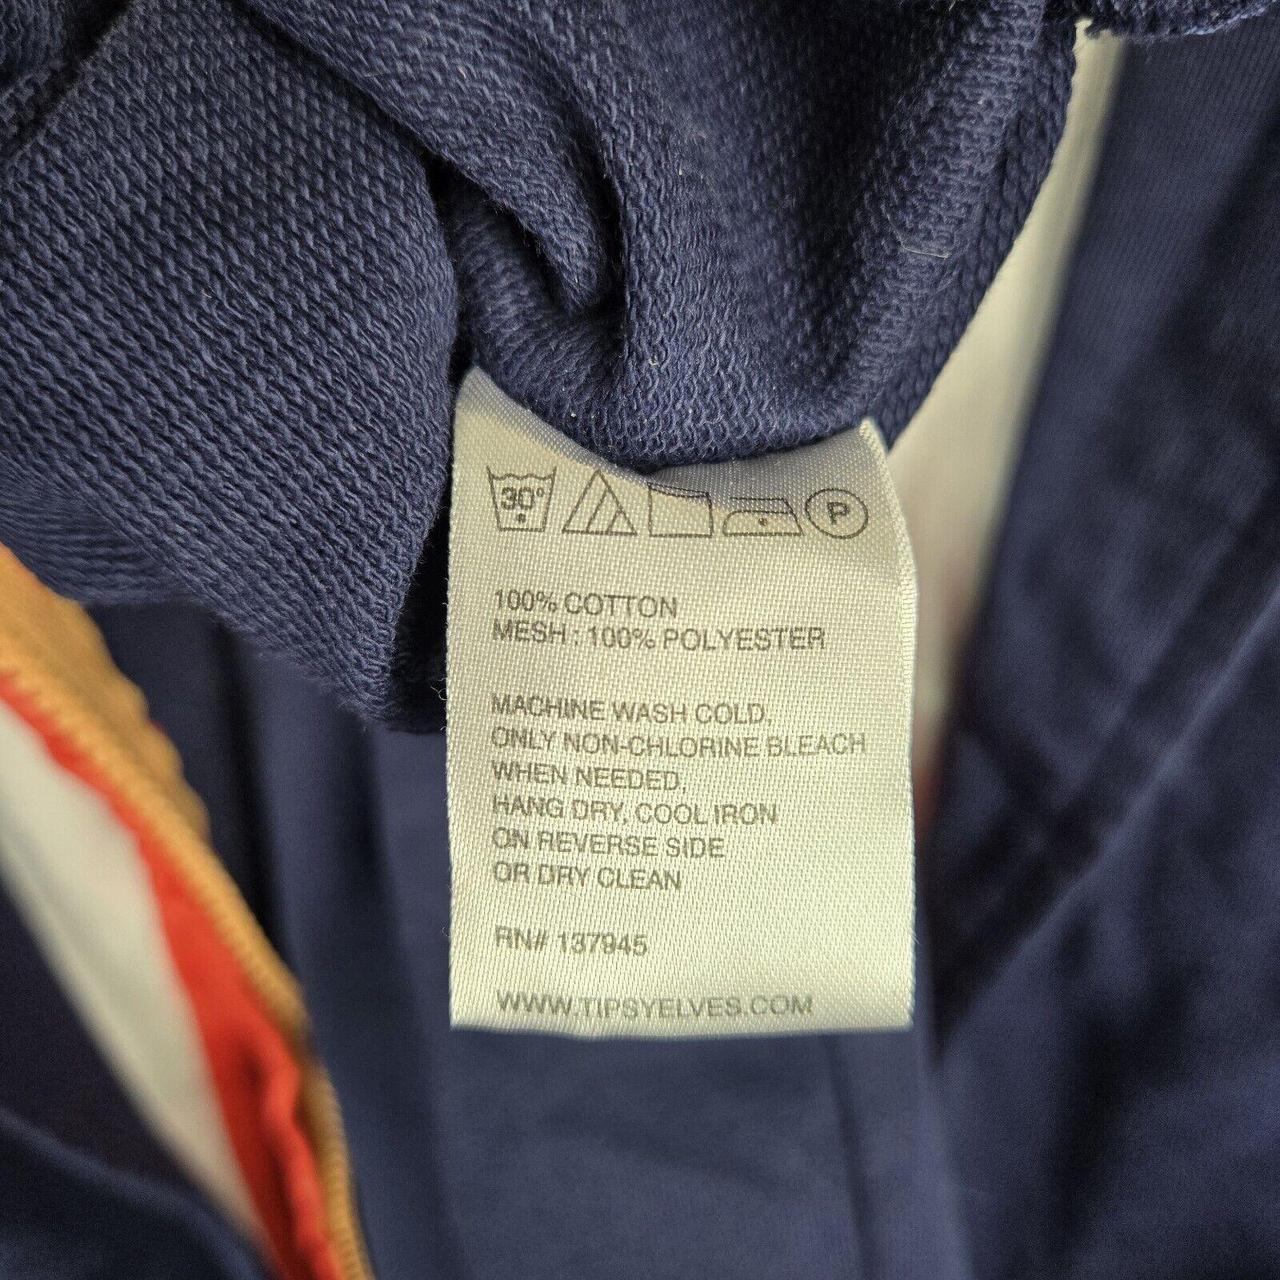 30°
P
100% COTTON
MESH : 100% POLYESTER
MACHINE WASH COLD.
ONLY NON-CHLORINE BLEACH
WHEN NEEDED.
HANG DRY, COOL IRON
ON REVERSE SIDE
OR DRY CLEAN
RN# 137945
WWW.TIPSYELVES.COM